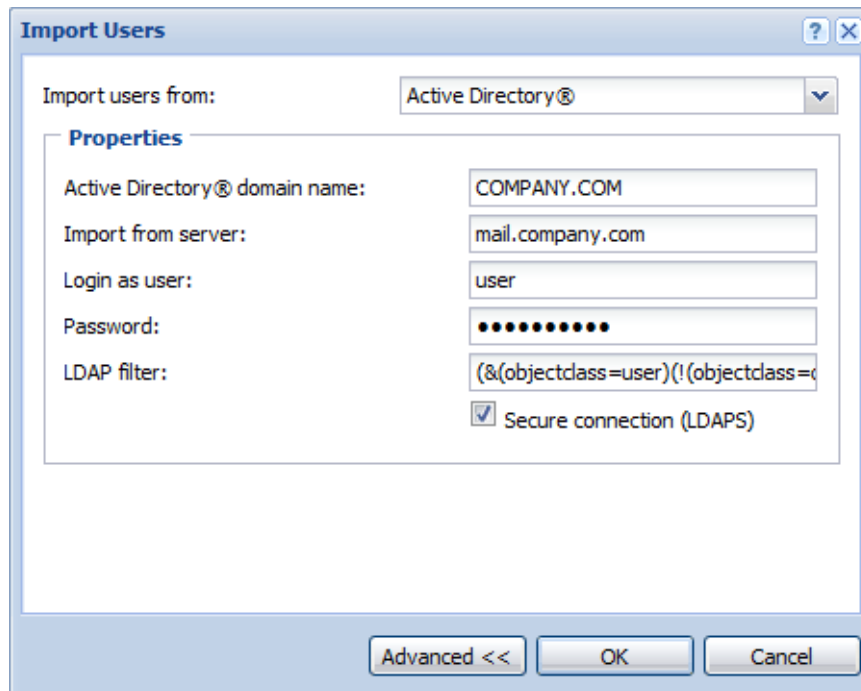 Import Users
Import users from: Active Directory®
Properties
Active Directory® domain name: COMPANY.COM
Import from server: mail.company.com
Login as user: user
Password: ●●●●●●●●●●
LDAP filter: (&(objectclass=user)(!(objectclass=
Secure connection (LDAPS)
Advanced << OK Cancel